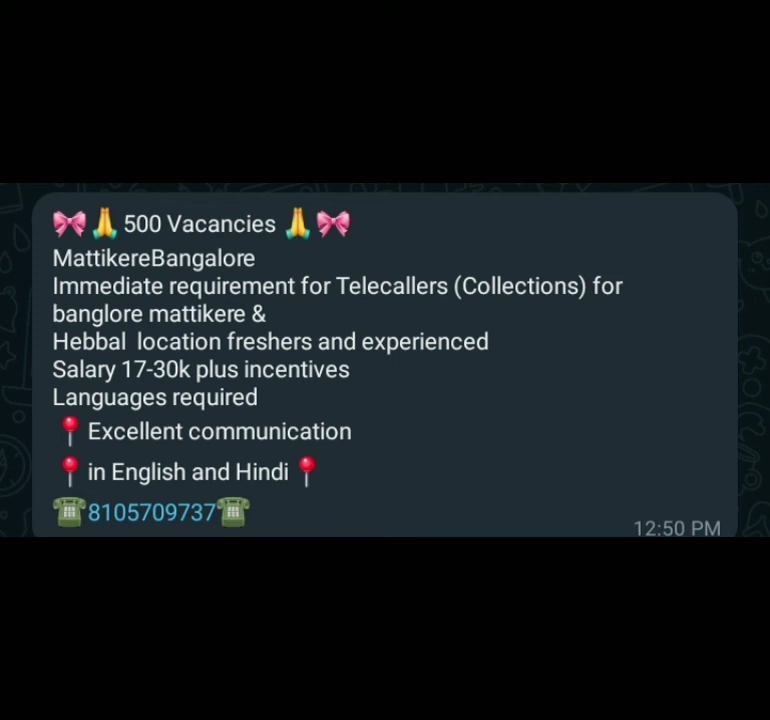 🎀🙏500 Vacancies 🙏🎀
MattikereBangalore
Immediate requirement for Telecallers (Collections) for
banglore mattikere &
Hebbal  location freshers and experienced
Salary 17-30k plus incentives
Languages required
📍Excellent communication
📍in English and Hindi📍
☎8105709737☎
12:50 PM